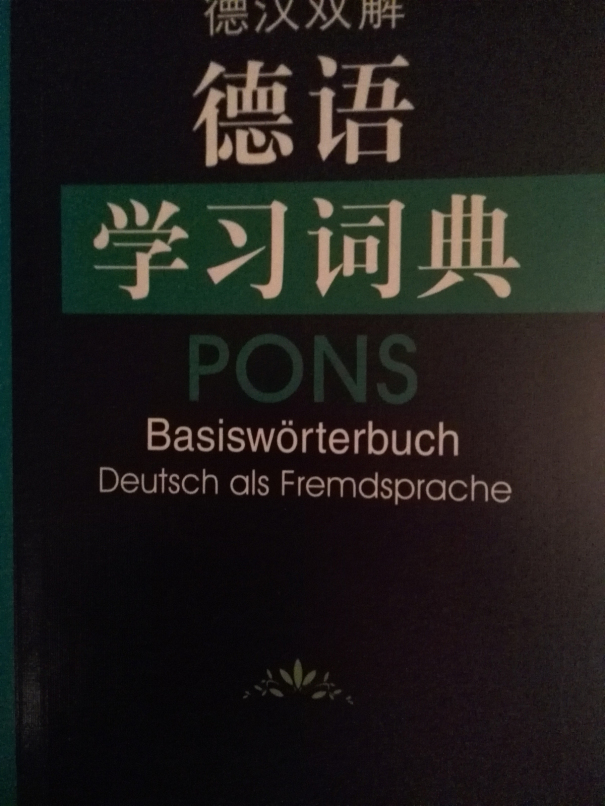 德汉双解
德语
学习词典
PONS
Basiswörterbuch
Deutsch als Fremdsprache